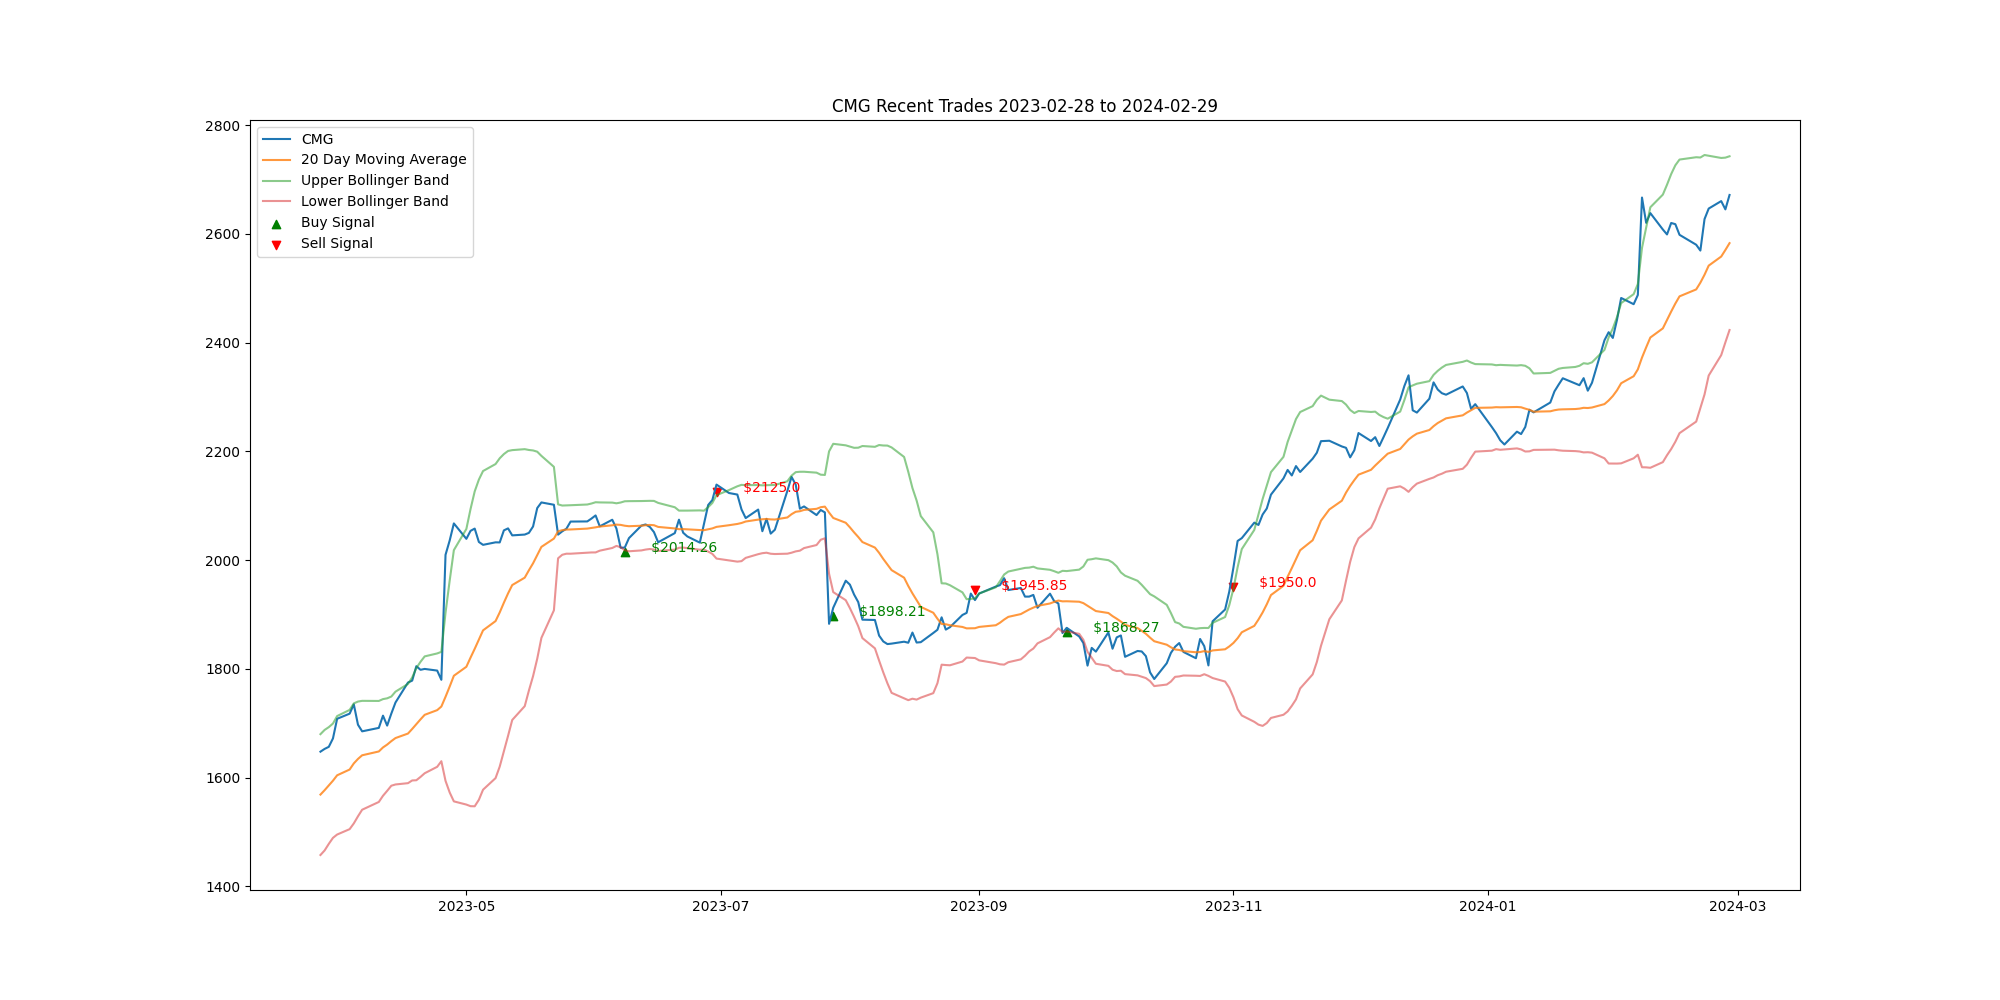 CMG Recent Trades 2023-02-28 to 2024-02-29
2800
2600
2400
2200
2000
1800
1600
1400
CMG
20 Day Moving Average
Upper Bollinger Band
Lower Bollinger Band
Buy Signal
Sell Signal
$2014.26
$2125.0
$1898.21
$1945.85
$1868.27
$1950.0
2023-05
2023-07
2023-09
2023-11
2024-01
2024-03